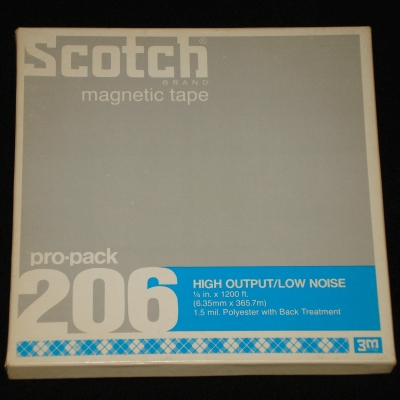 Scotch®
BRAND
magnetic tape
pro-pack
206
HIGH OUTPUT/LOW NOISE
¼ in. x 1200 ft.
(6.35mm x 365.7m)
1.5 mil. Polyester with Back Treatment
3m